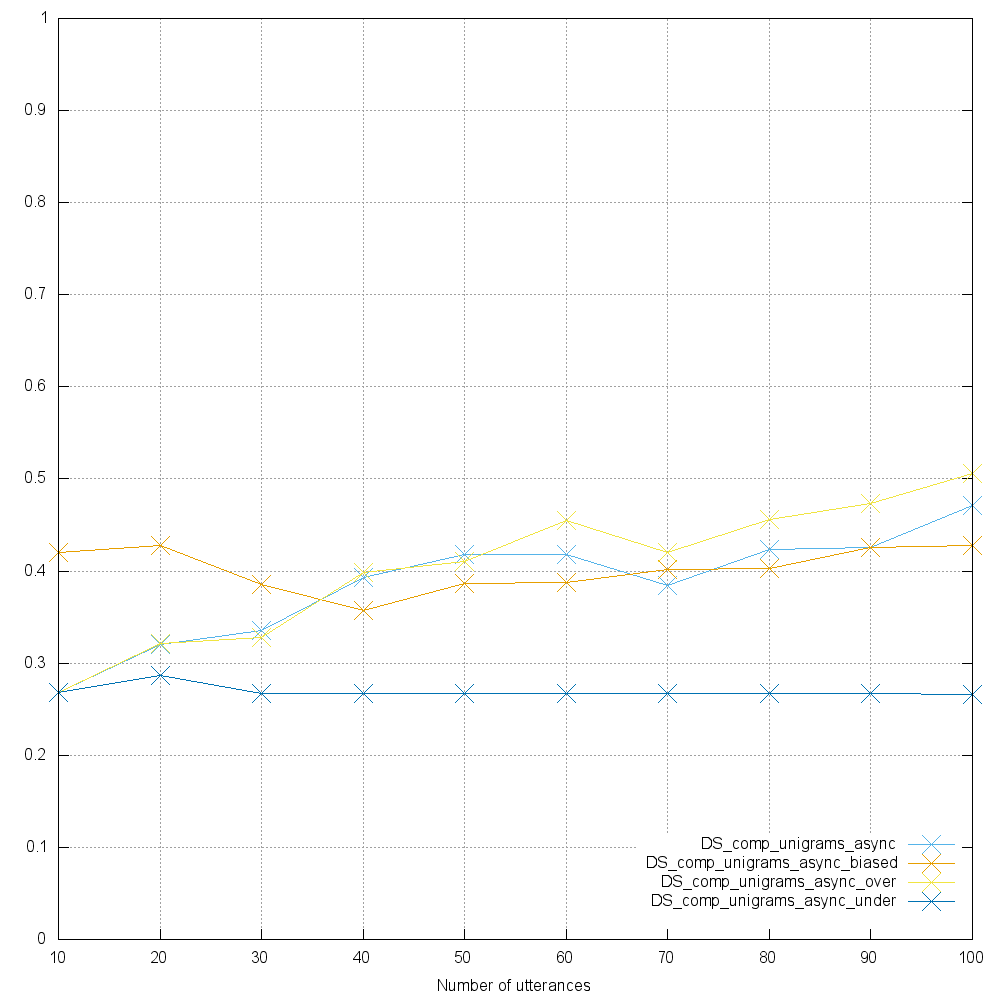 1
0.9
0.8
0.7
0.6
0.5
0.4
0.3
0.2
0.1
0
DS_comp_unigrams_async
DS_comp_unigrams_async_biased
DS_comp_unigrams_async_over
DS_comp_unigrams_async_under
10 20 30 40 50 60 70 80 90 100
Number of utterances